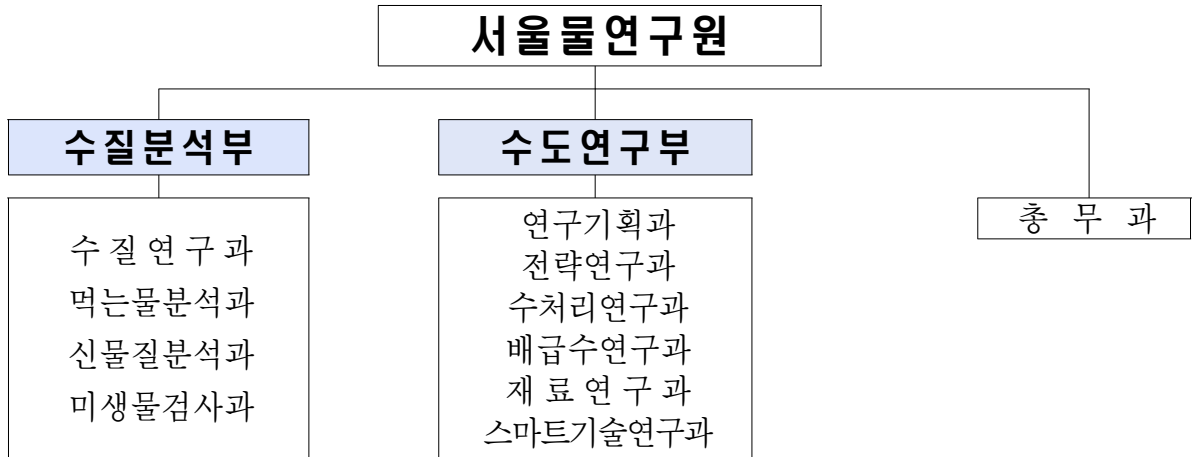 서울물연구원
수질분석부
수도연구부
총 무 과
수 질 연 구 과
먹는물분석과
신물질분석과
미생물검사과
연구기획과
전략연구과
수처리연구과
배급수연구과
재 료 연 구 과
스마트기술연구과